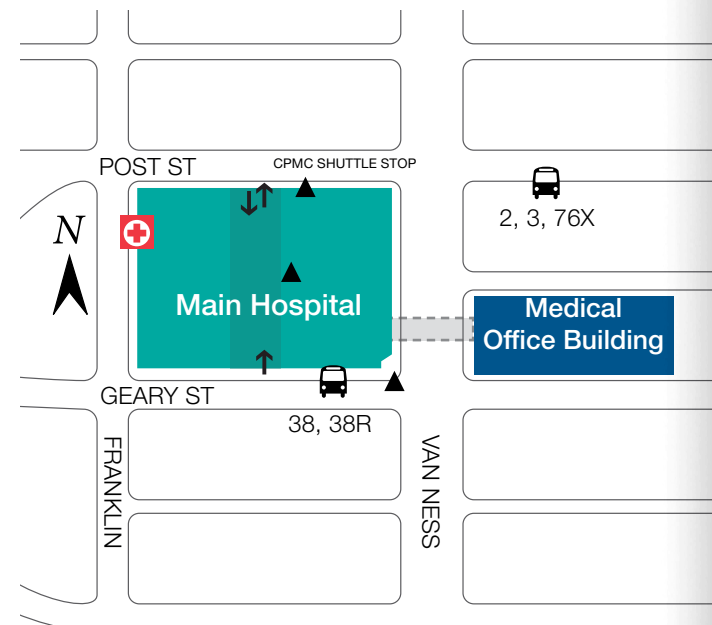 POST ST
CPMC SHUTTLE STOP
N
2, 3, 76X
Main Hospital
Medical
Office Building
GEARY ST
38, 38R
FRANKLIN
VAN NESS